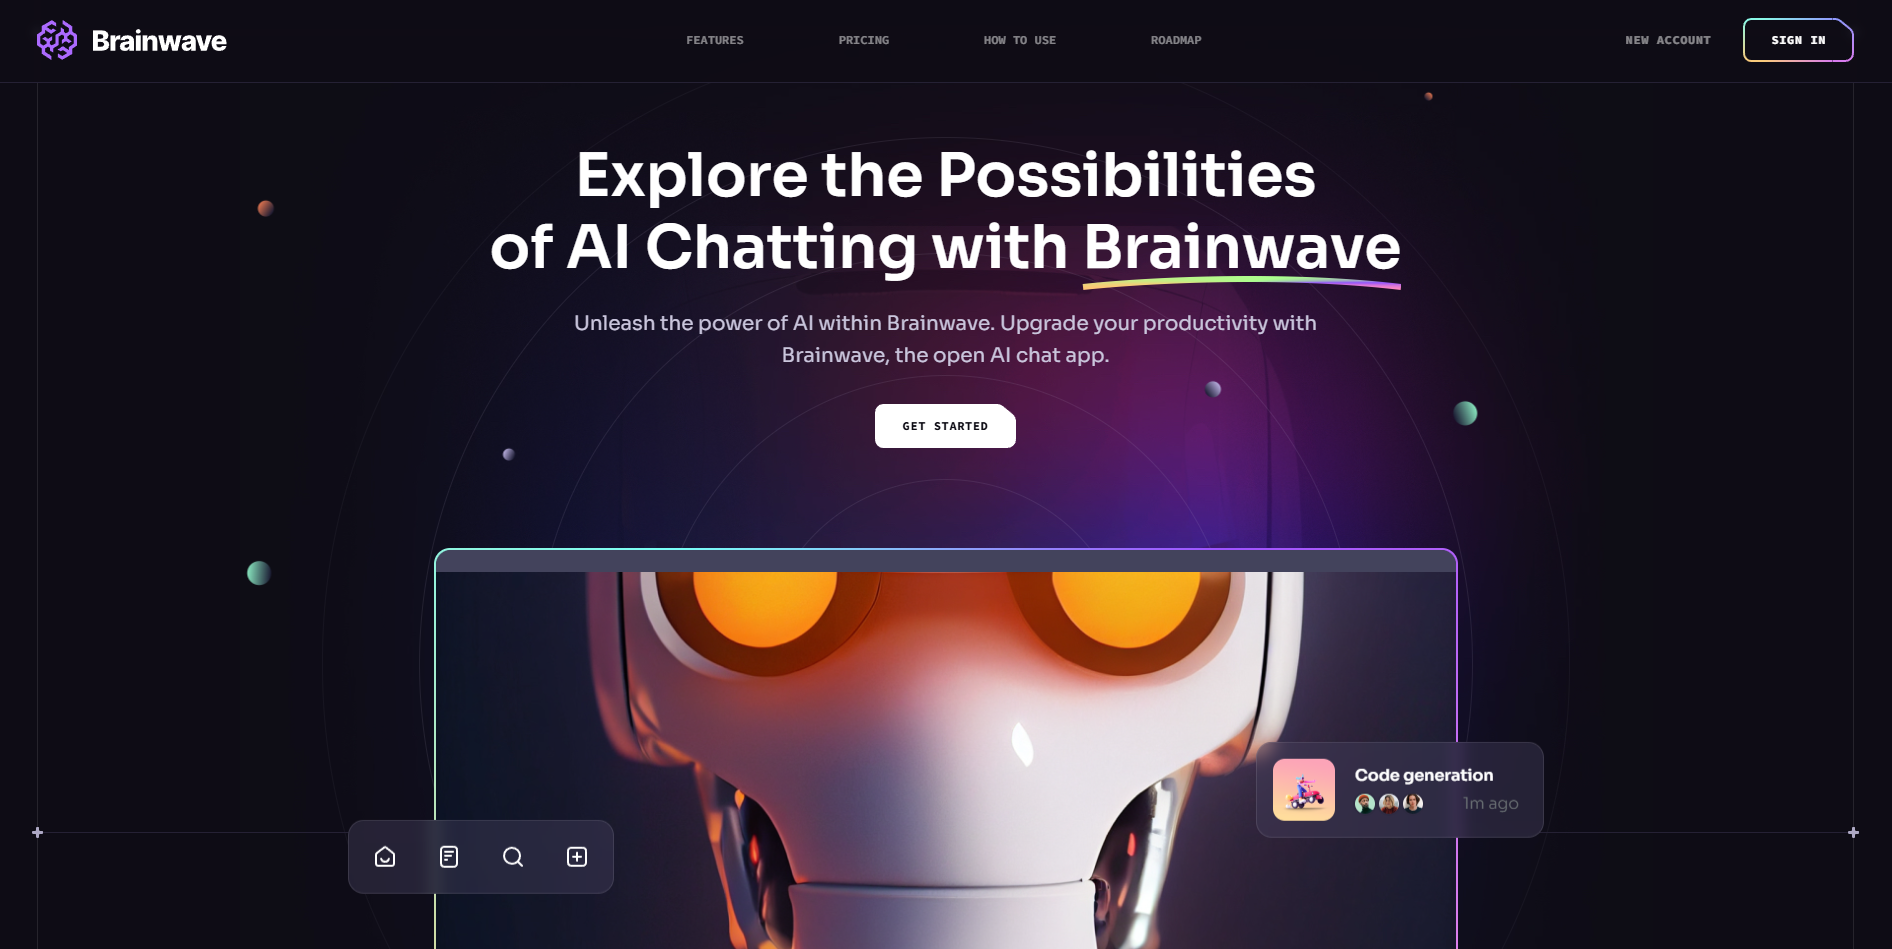 Brainwave
FEATURES
PRICING
HOW TO USE
ROADMAP
NEW ACCOUNT
SIGN IN
Explore the Possibilities
of AI Chatting with Brainwave
Unleash the power of AI within Brainwave. Upgrade your productivity with
Brainwave, the open AI chat app.
GET STARTED
Code generation
1m ago